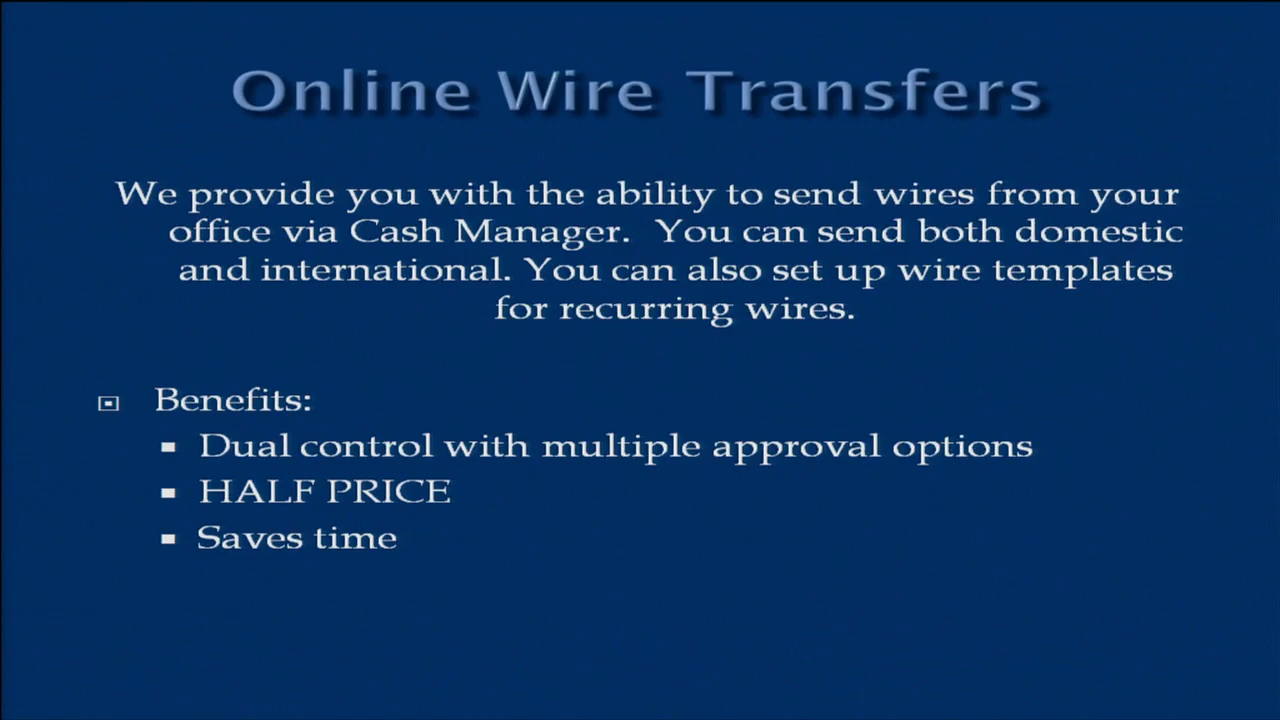 Online Wire Transfers
We provide you with the ability to send wires from your
office via Cash Manager.  You can send both domestic
and international. You can also set up wire templates
for recurring wires.
Benefits:
Dual control with multiple approval options
HALF PRICE
Saves time